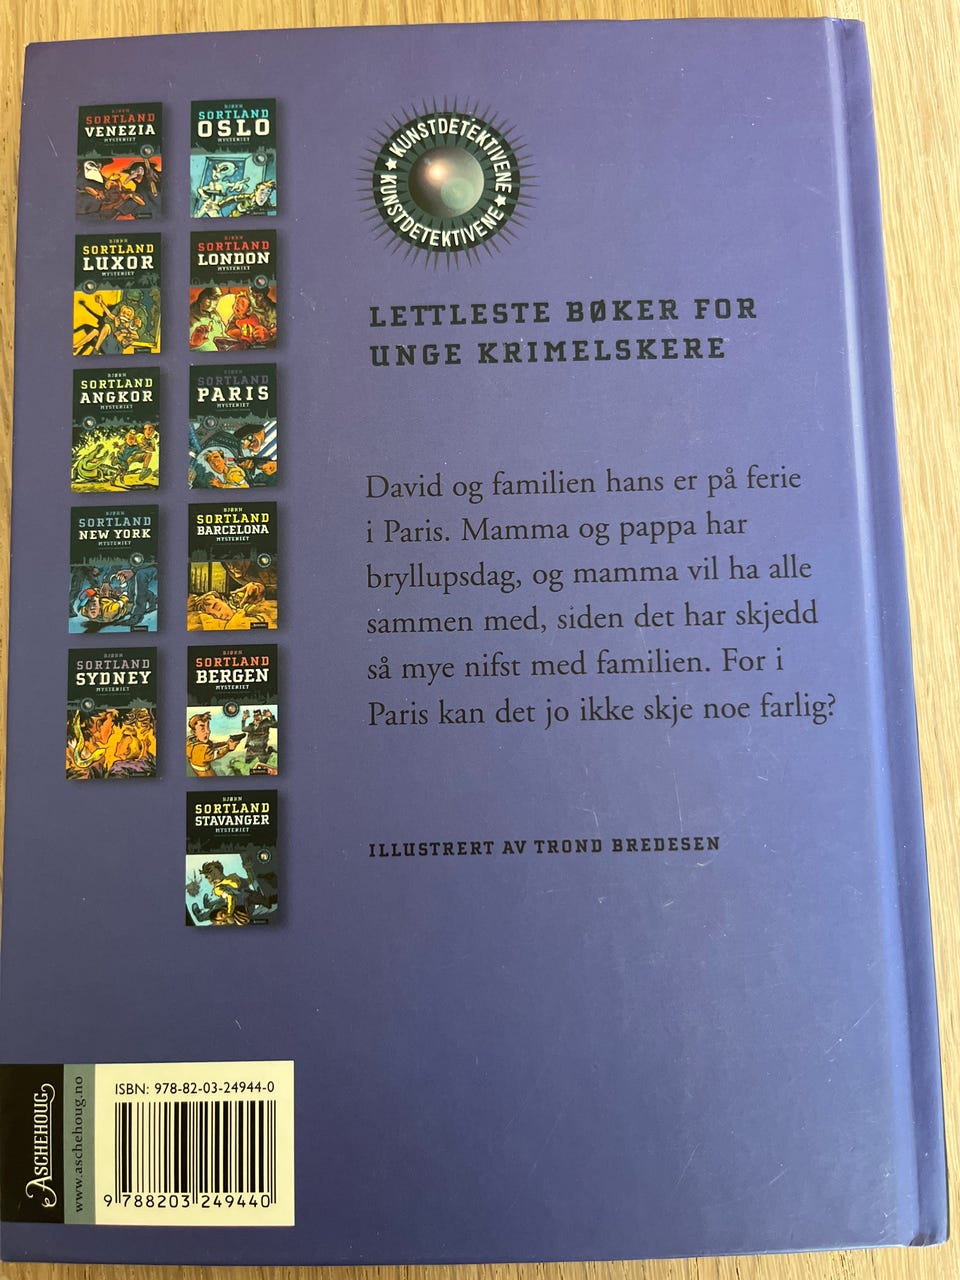 BJØRN
SORTLAND
VENEZIA
MYSTERIET
BJØRN
SORTLAND
OSLO
MYSTERIET
BJØRN
SORTLAND
LUXOR
MYSTERIET
BJØRN
SORTLAND
LONDON
MYSTERIET
BJØRN
SORTLAND
ANGKOR
MYSTERIET
BJØRN
SORTLAND
PARIS
MYSTERIET
BJØRN
SORTLAND
NEW YORK
MYSTERIET
BJØRN
SORTLAND
BARCELONA
MYSTERIET
BJØRN
SORTLAND
SYDNEY
MYSTERIET
BJØRN
SORTLAND
BERGEN
MYSTERIET
BJØRN
SORTLAND
STAVANGER
MYSTERIET
KUNSTDETEKTIVENE
KUNSTDETEKTIVENE
LETTLESTE BØKER FOR
UNGE KRIMELSKERE
David og familien hans er på ferie
i Paris. Mamma og pappa har
bryllupsdag, og mamma vil ha alle
sammen med, siden det har skjedd
så mye nifst med familien. For i
Paris kan det jo ikke skje noe farlig?
ILLUSTRERT AV TROND BREDESEN
ASCHEHOUG
www.aschehoug.no
ISBN: 978-82-03-24944-0
9 788203 249440